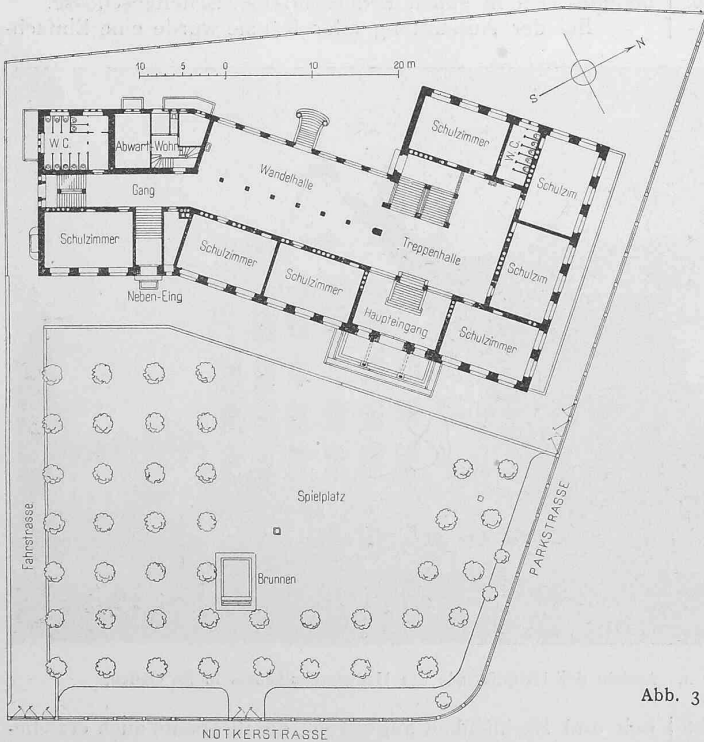 10 5 0 10 20 m
N
S
Schulzimmer
W.C.
W.C.
Abwart-Wohng
Wandelhalle
Schulzim
Gang
Treppenhalle
Schulzimmer
Schulzimmer
Schulzim
Schulzimmer
Neben-Eing
Haupteingang
Schulzimmer
Spielplatz
Fahrstrasse
PARKSTRASSE
Brunnen
Abb. 3
NOTKERSTRASSE